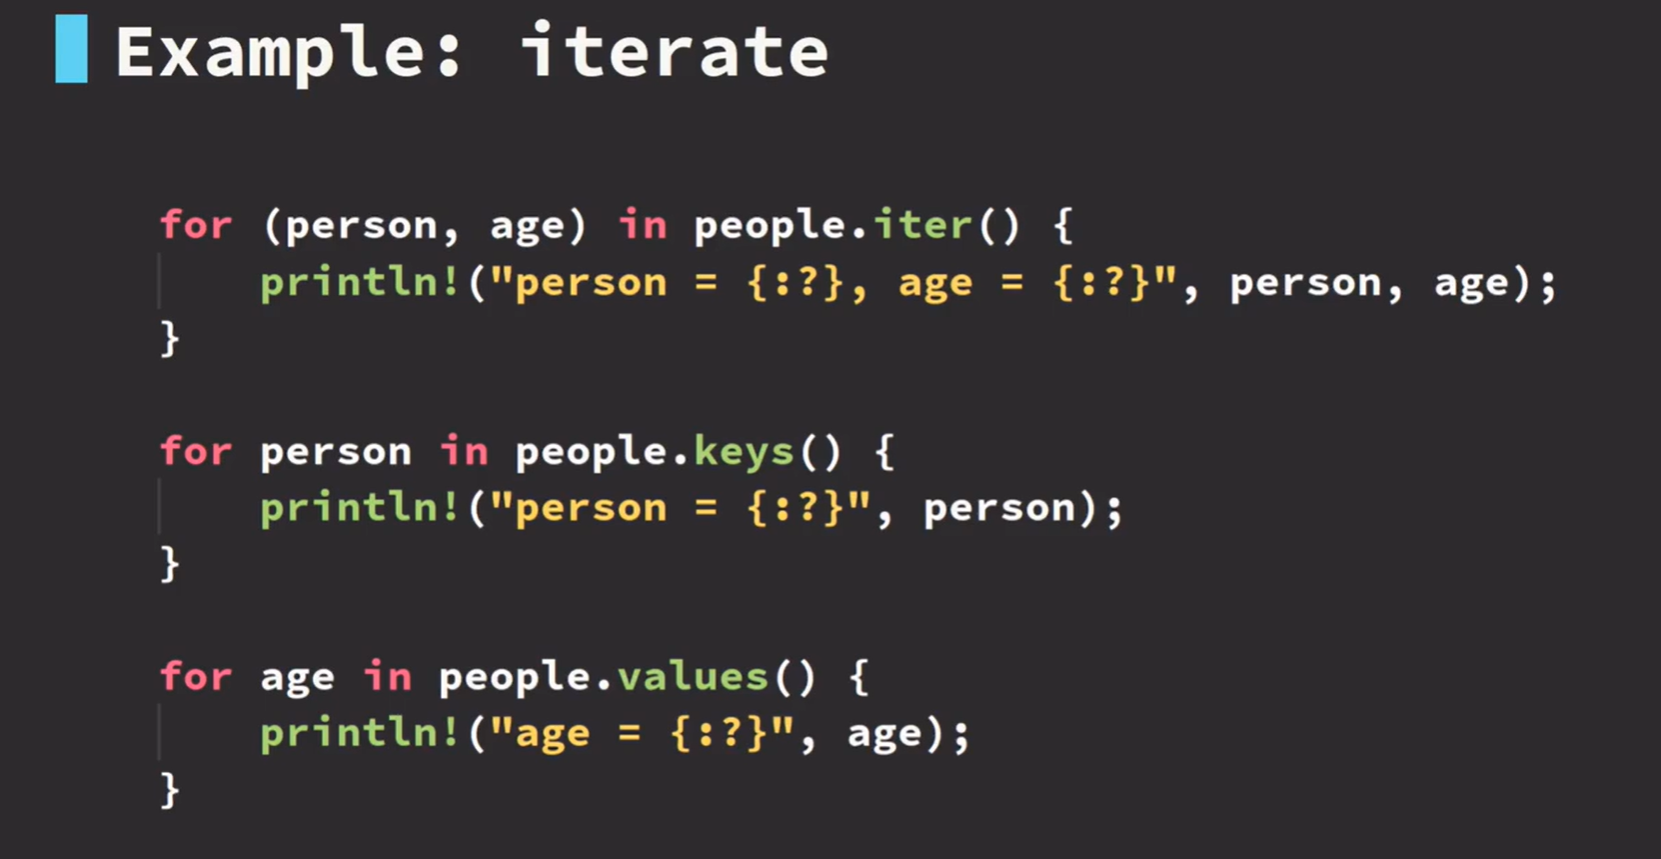 Example: iterate
for (person, age) in people.iter() {
    println!("person = {:?}, age = {:?}", person, age);
}
for person in people.keys() {
    println!("person = {:?}", person);
}
for age in people.values() {
    println!("age = {:?}", age);
}